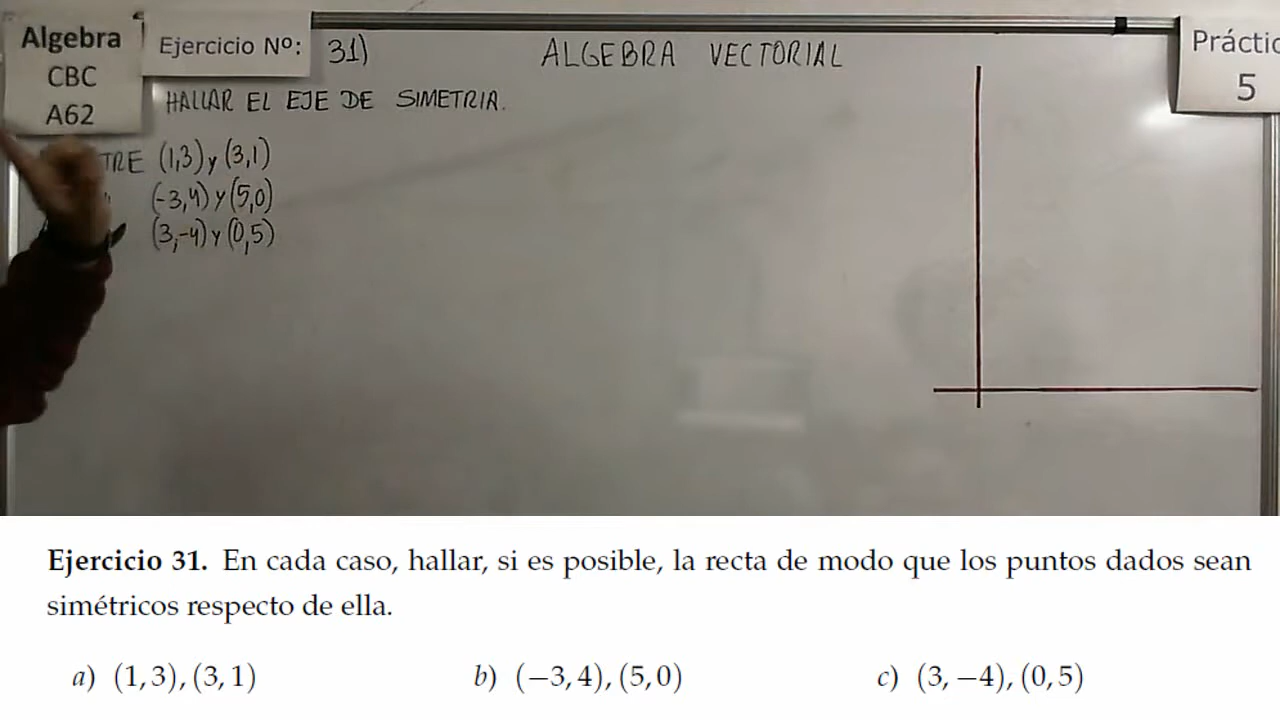 Algebra
CBC
A62
Ejercicio Nº:
31)
ALGEBRA VECTORIAL
5
HALLAR EL EJE DE SIMETRIA.
(1,3) y (3,1)
" (-3,4) y (5,0)
(3,-4) y (0,5)
Ejercicio 31. En cada caso, hallar, si es posible, la recta de modo que los puntos dados sean
simétricos respecto de ella.
a) (1, 3), (3, 1)
b) (−3, 4), (5, 0)
c) (3, −4), (0, 5)